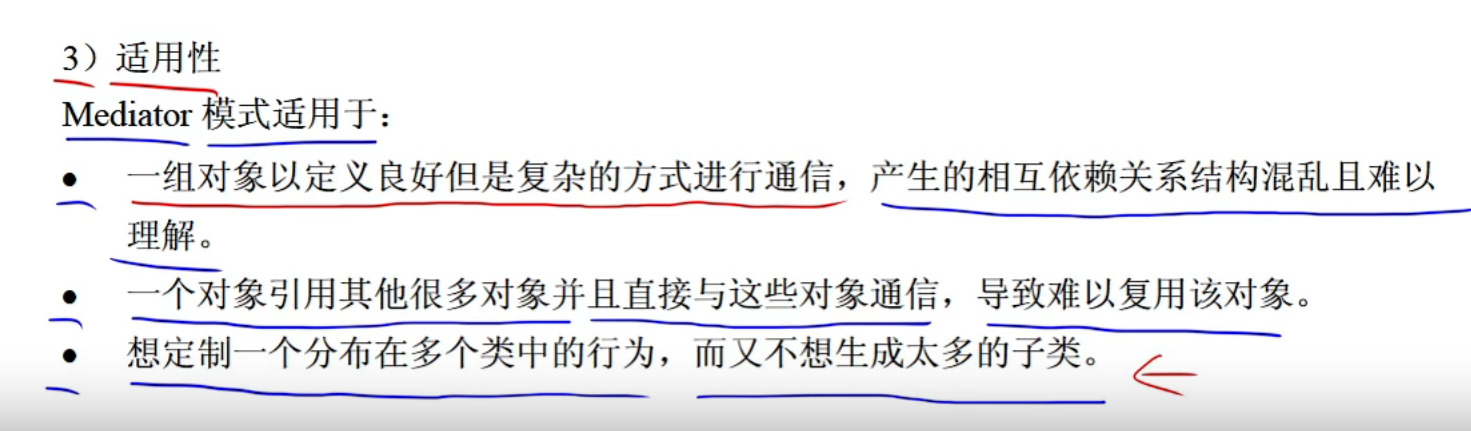 3）适用性
Mediator 模式适用于：
● 一组对象以定义良好但是复杂的方式进行通信，产生的相互依赖关系结构混乱且难以
理解。
● 一个对象引用其他很多对象并且直接与这些对象通信，导致难以复用该对象。
● 想定制一个分布在多个类中的行为，而又不想生成太多的子类。